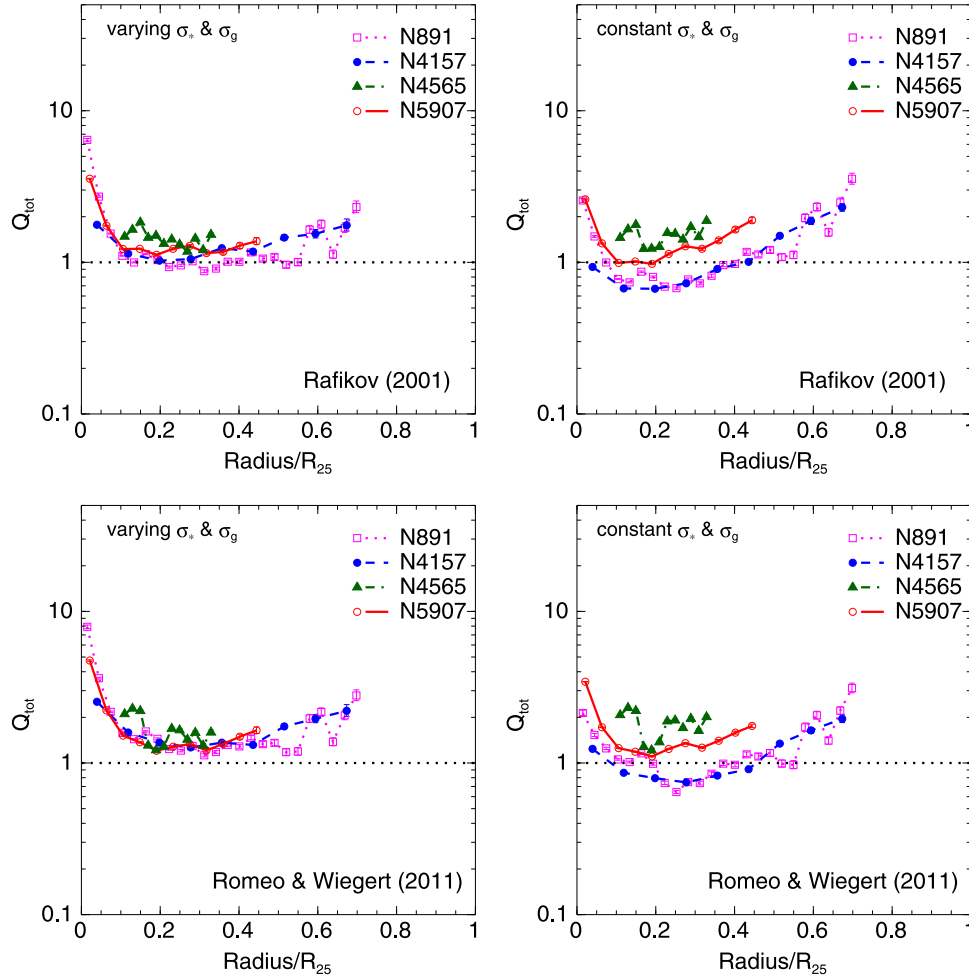 varying σ* & σg
N891
N4157
N4565
N5907
10
1
0.1
Qtot
Rafikov (2001)
0 0.2 0.4 0.6 0.8 1
Radius/R25
constant σ* & σg
N891
N4157
N4565
N5907
10
1
0.1
Qtot
Rafikov (2001)
0 0.2 0.4 0.6 0.8 1
Radius/R25
varying σ* & σg
N891
N4157
N4565
N5907
10
1
0.1
Qtot
Romeo & Wiegert (2011)
0 0.2 0.4 0.6 0.8 1
Radius/R25
constant σ* & σg
N891
N4157
N4565
N5907
10
1
0.1
Qtot
Romeo & Wiegert (2011)
0 0.2 0.4 0.6 0.8 1
Radius/R25